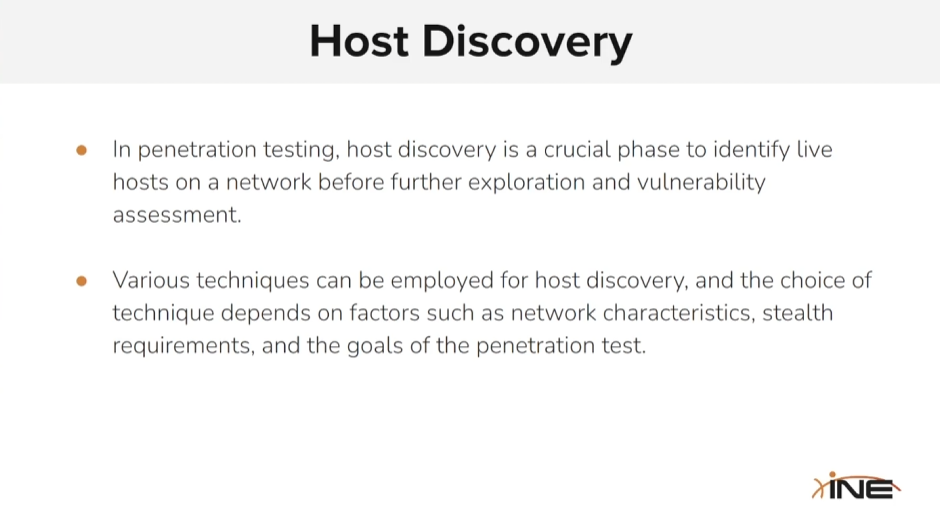 Host Discovery
In penetration testing, host discovery is a crucial phase to identify live
hosts on a network before further exploration and vulnerability
assessment.
Various techniques can be employed for host discovery, and the choice of
technique depends on factors such as network characteristics, stealth
requirements, and the goals of the penetration test.
INE